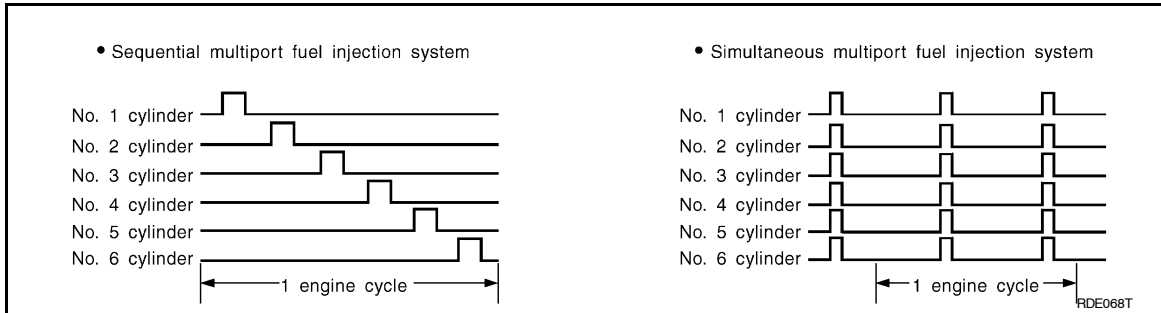 • Sequential multiport fuel injection system
No. 1 cylinder
No. 2 cylinder
No. 3 cylinder
No. 4 cylinder
No. 5 cylinder
No. 6 cylinder
1 engine cycle
• Simultaneous multiport fuel injection system
No. 1 cylinder
No. 2 cylinder
No. 3 cylinder
No. 4 cylinder
No. 5 cylinder
No. 6 cylinder
1 engine cycle
RDE068T